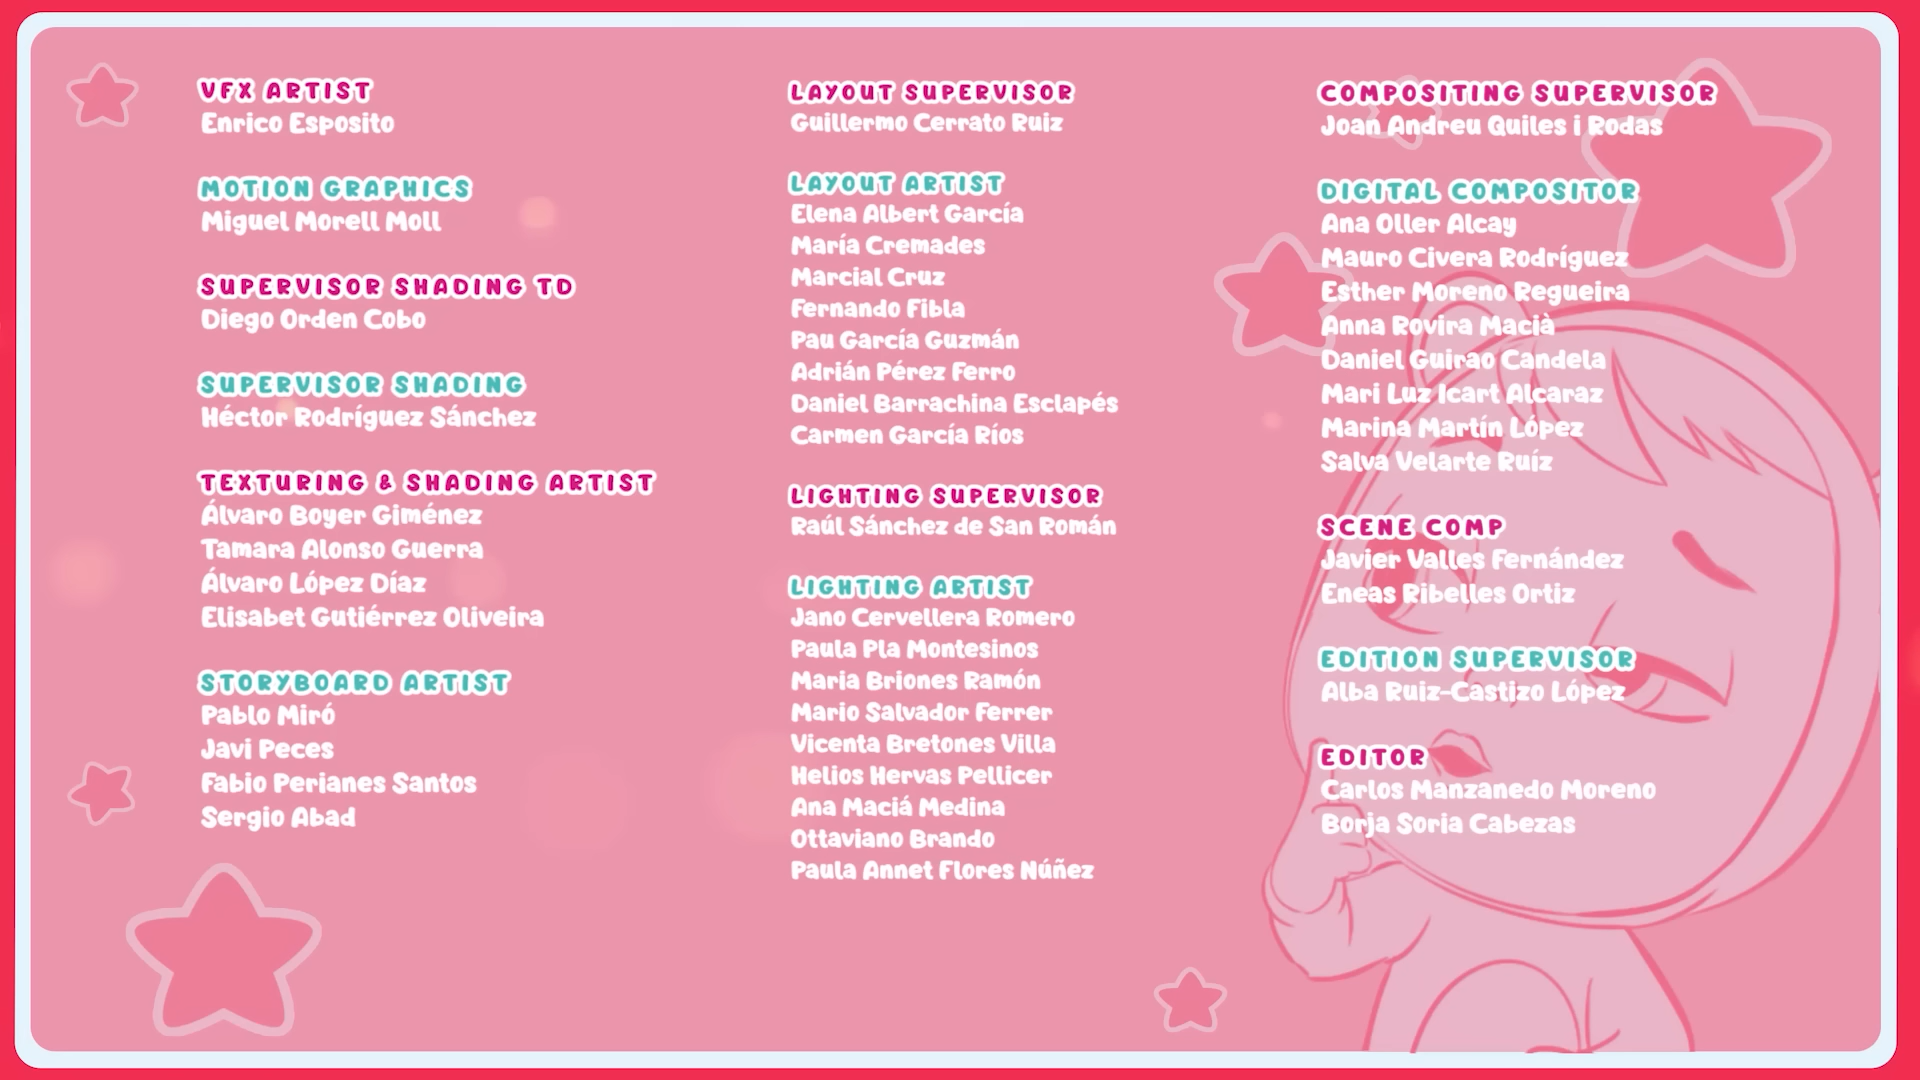 VFX ARTIST
Enrico Esposito
MOTION GRAPHICS
Miguel Morell Moll
SUPERVISOR SHADING TD
Diego Orden Cobo
SUPERVISOR SHADING
Héctor Rodríguez Sánchez
TEXTURING & SHADING ARTIST
Álvaro Boyer Giménez
Tamara Alonso Guerra
Álvaro López Díaz
Elisabet Gutiérrez Oliveira
STORYBOARD ARTIST
Pablo Miró
Javi Peces
Fabio Perianes Santos
Sergio Abad
LAYOUT SUPERVISOR
Guillermo Cerrato Ruiz
LAYOUT ARTIST
Elena Albert García
María Cremades
Marcial Cruz
Fernando Fibla
Pau García Guzmán
Adrián Pérez Ferro
Daniel Barrachina Esclapés
Carmen García Ríos
LIGHTING SUPERVISOR
Raúl Sánchez de San Román
LIGHTING ARTIST
Jano Cervellera Romero
Paula Pla Montesinos
Maria Briones Ramón
Mario Salvador Ferrer
Vicenta Bretones Villa
Helios Hervas Pellicer
Ana Maciá Medina
Ottaviano Brando
Paula Annet Flores Núñez
COMPOSITING SUPERVISOR
Joan Andreu Quiles i Rodas
DIGITAL COMPOSITOR
Ana Oller Alcay
Mauro Civera Rodríguez
Esther Moreno Regueira
Anna Rovira Macià
Daniel Guirao Candela
Mari Luz Icart Alcaraz
Marina Martín López
Salva Velarte Ruíz
SCENE COMP
Javier Valles Fernández
Eneas Ribelles Ortiz
EDITION SUPERVISOR
Alba Ruiz-Castizo López
EDITOR
Carlos Manzanedo Moreno
Borja Soria Cabezas